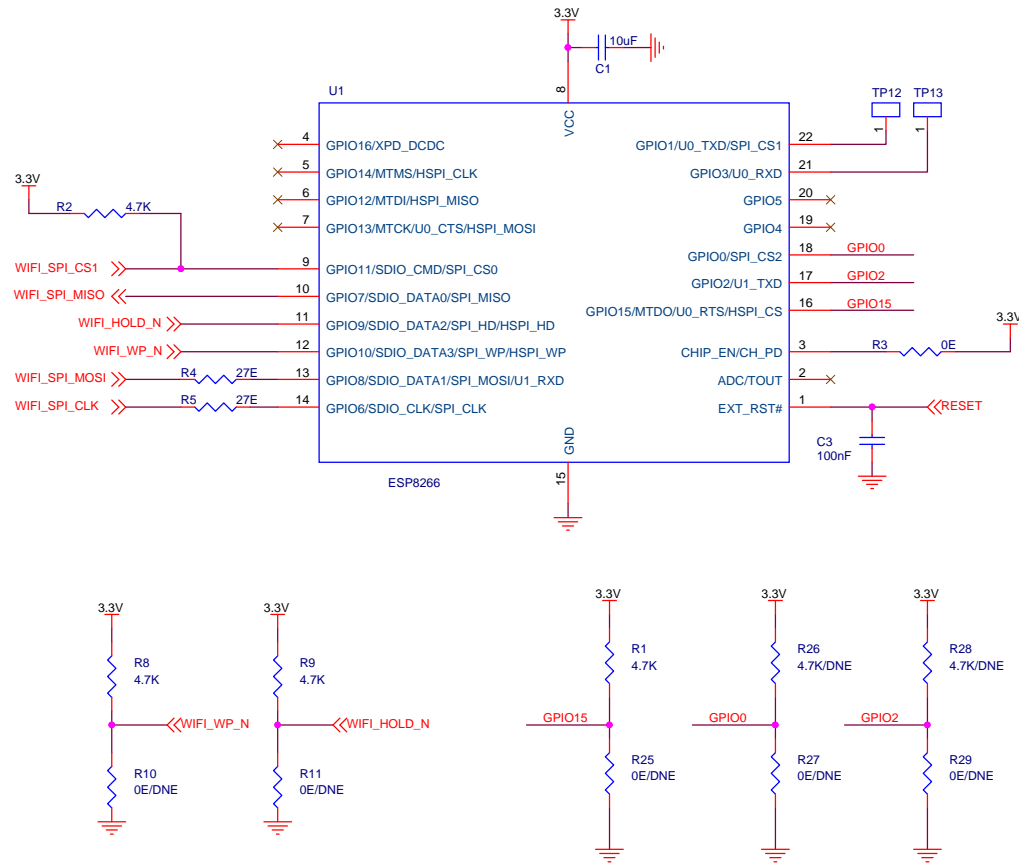 3.3V
10uF
C1
U1
8
VCC
TP12 TP13
1 1
4 GPIO16/XPD_DCDC
5 GPIO14/MTMS/HSPI_CLK
6 GPIO12/MTDI/HSPI_MISO
7 GPIO13/MTCK/U0_CTS/HSPI_MOSI
3.3V
R2 4.7K
WIFI_SPI_CS1 9 GPIO11/SDIO_CMD/SPI_CS0
WIFI_SPI_MISO 10 GPIO7/SDIO_DATA0/SPI_MISO
WIFI_HOLD_N 11 GPIO9/SDIO_DATA2/SPI_HD/HSPI_HD
WIFI_WP_N 12 GPIO10/SDIO_DATA3/SPI_WP/HSPI_WP
WIFI_SPI_MOSI R4 27E 13 GPIO8/SDIO_DATA1/SPI_MOSI/U1_RXD
WIFI_SPI_CLK R5 27E 14 GPIO6/SDIO_CLK/SPI_CLK
GPIO1/U0_TXD/SPI_CS1 22
GPIO3/U0_RXD 21
GPIO5 20
GPIO4 19
GPIO0/SPI_CS2 18 GPIO0
GPIO2/U1_TXD 17 GPIO2
GPIO15/MTDO/U0_RTS/HSPI_CS 16 GPIO15
3.3V
CHIP_EN/CH_PD 3 R3 0E
ADC/TOUT 2
EXT_RST# 1 RESET
C3
100nF
GND
15
ESP8266
3.3V 3.3V 3.3V 3.3V 3.3V
R8 R9 R1 R26 R28
4.7K 4.7K 4.7K 4.7K/DNE 4.7K/DNE
WIFI_WP_N WIFI_HOLD_N GPIO15 GPIO0 GPIO2
R10 R11 R25 R27 R29
0E/DNE 0E/DNE 0E/DNE 0E/DNE 0E/DNE